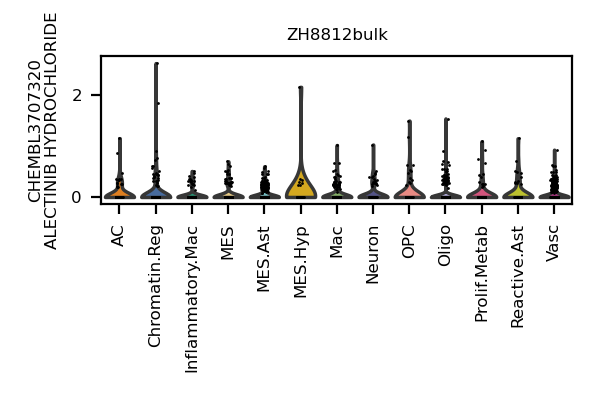 ZH8812bulk
CHEMBL3707320
ALECTINIB HYDROCHLORIDE
2
0
AC
Chromatin.Reg
Inflammatory.Mac
MES
MES.Ast
MES.Hyp
Mac
Neuron
OPC
Oligo
Prolif.Metab
Reactive.Ast
Vasc